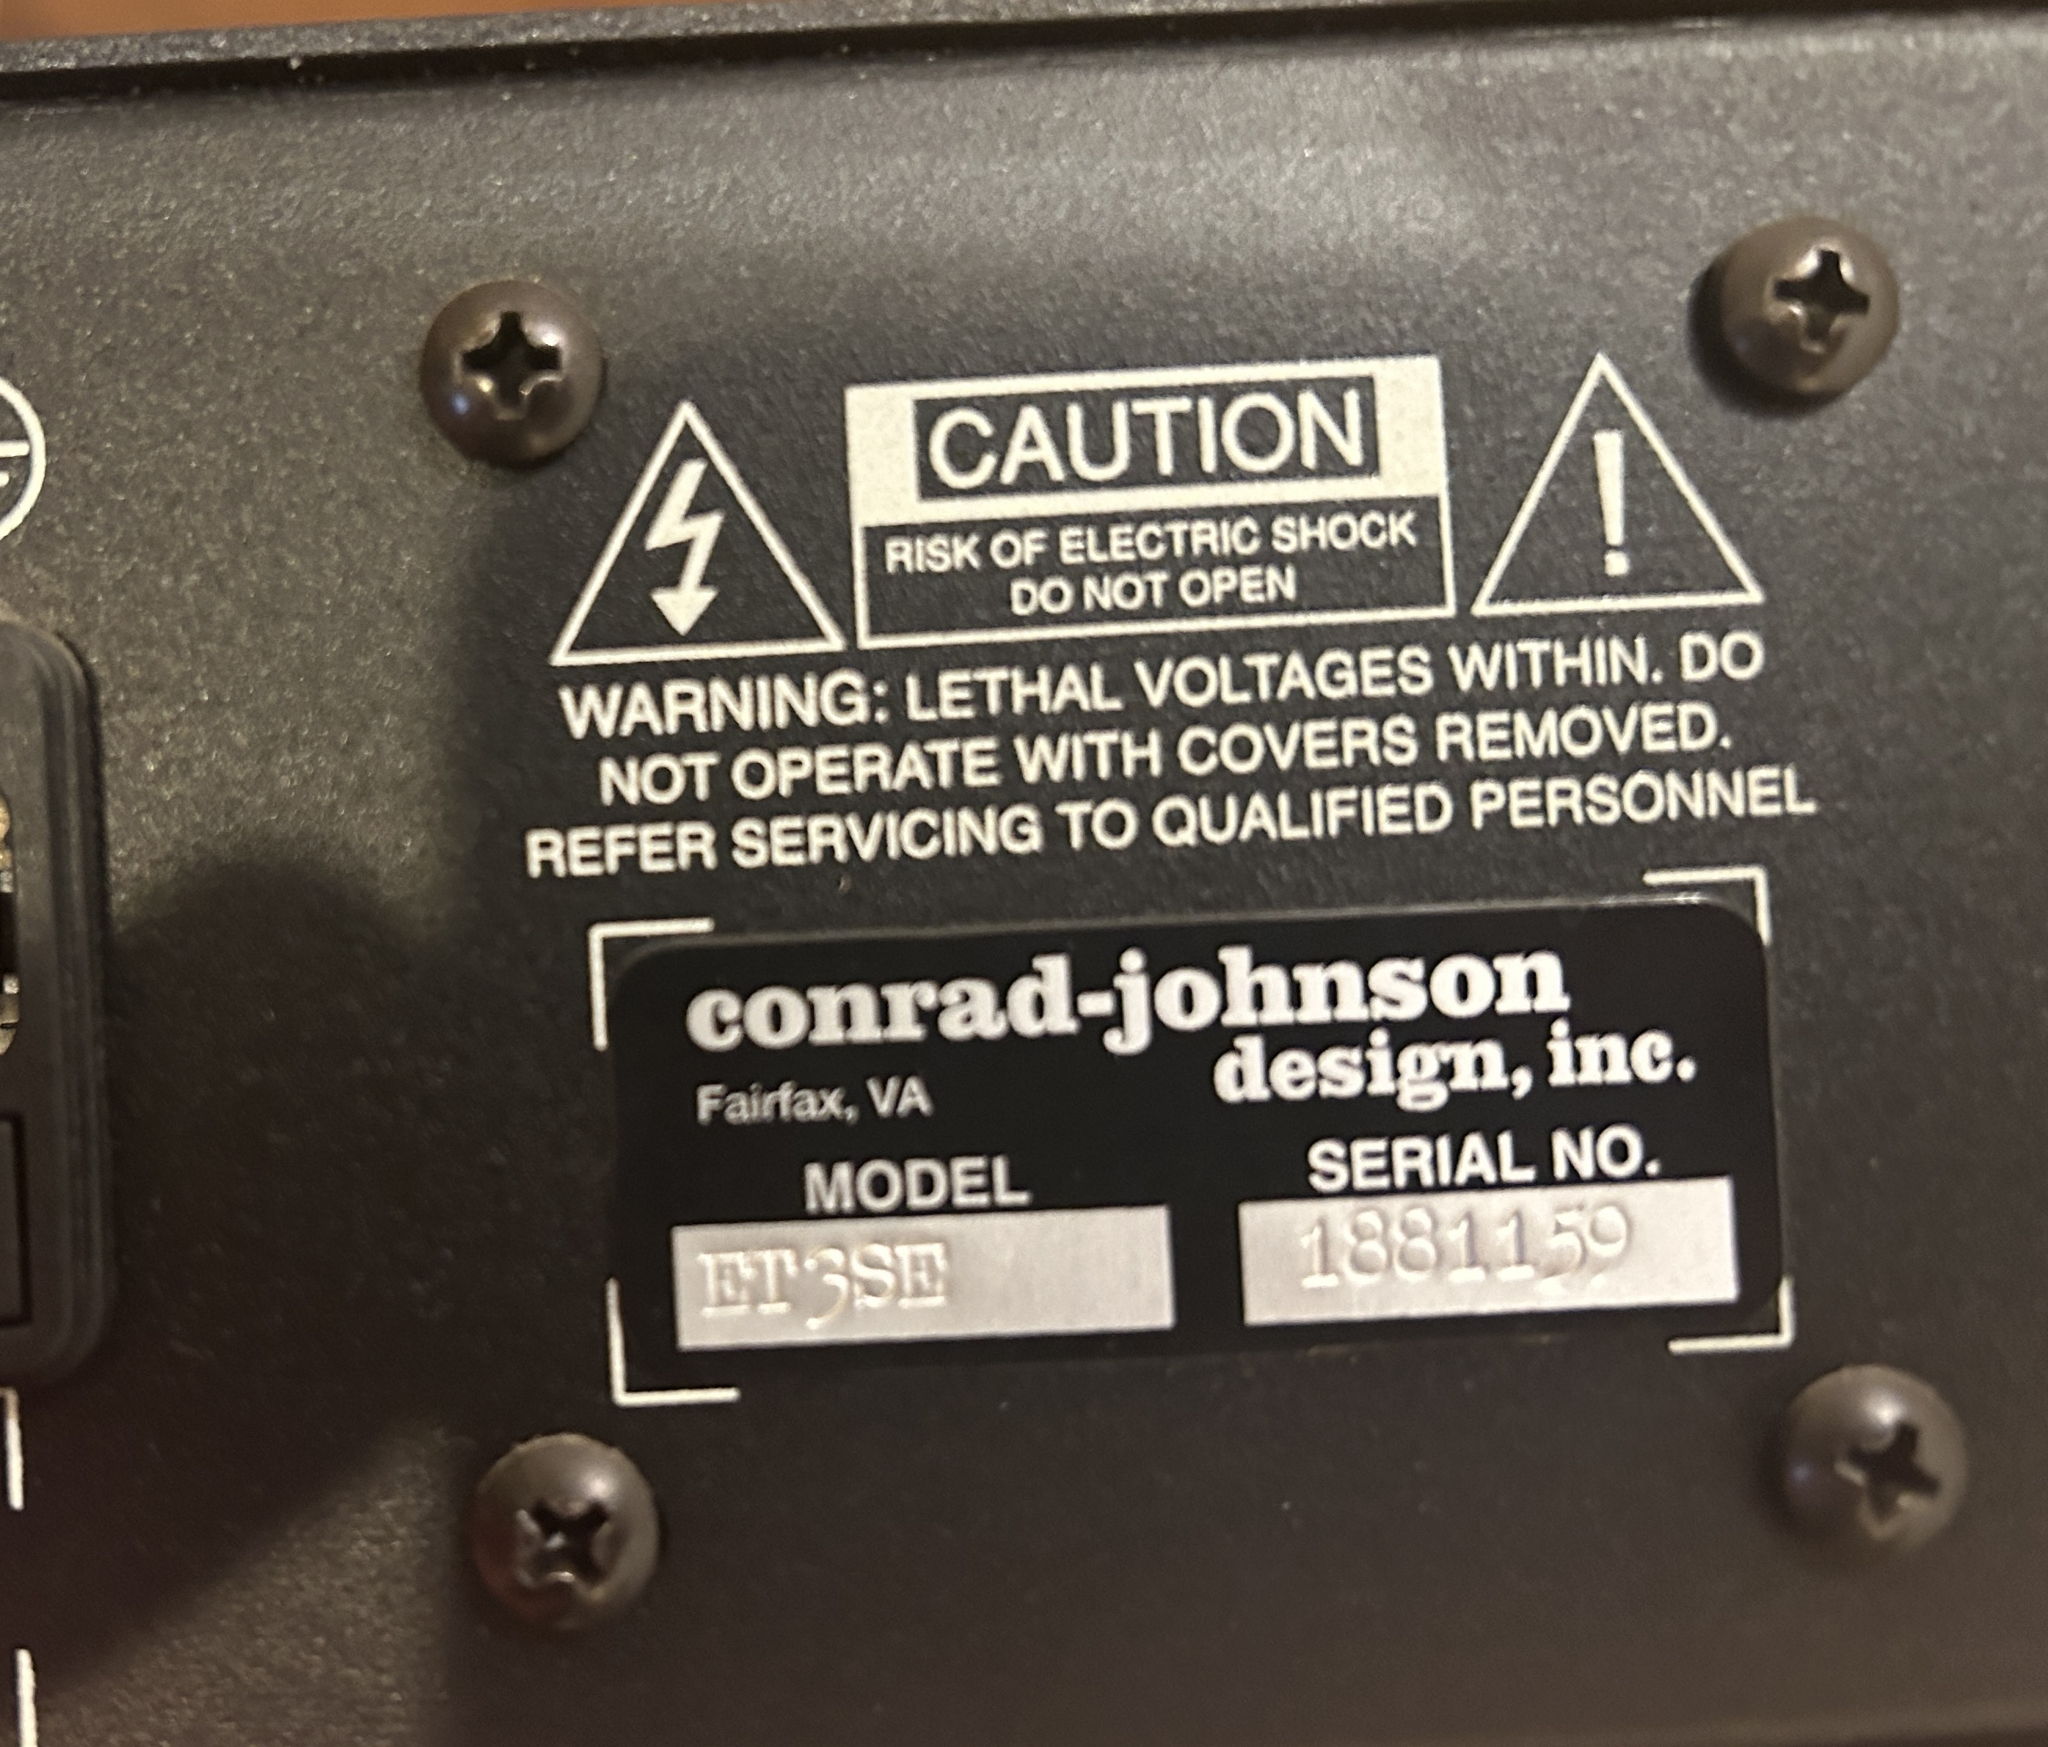 CAUTION
RISK OF ELECTRIC SHOCK
DO NOT OPEN
!
WARNING: LETHAL VOLTAGES WITHIN. DO
NOT OPERATE WITH COVERS REMOVED.
REFER SERVICING TO QUALIFIED PERSONNEL
conrad-johnson
design, inc.
Fairfax, VA
MODEL
SERIAL NO.
ET3SE
1881159